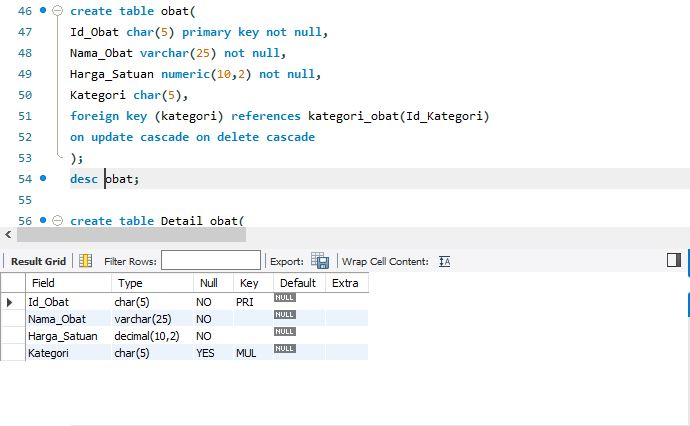 46 create table obat(
47 Id_Obat char(5) primary key not null,
48 Nama_Obat varchar(25) not null,
49 Harga_Satuan numeric(10,2) not null,
50 Kategori char(5),
51 foreign key (kategori) references kategori_obat(Id_Kategori)
52 on update cascade on delete cascade
53 );
54 desc obat;
55
56 create table Detail_obat(
Result Grid Filter Rows: Export: Wrap Cell Content: IA
Field Type Null Key Default Extra
Id_Obat char(5) NO PRI NULL
Nama_Obat varchar(25) NO NULL
Harga_Satuan decimal(10,2) NO NULL
Kategori char(5) YES MUL NULL